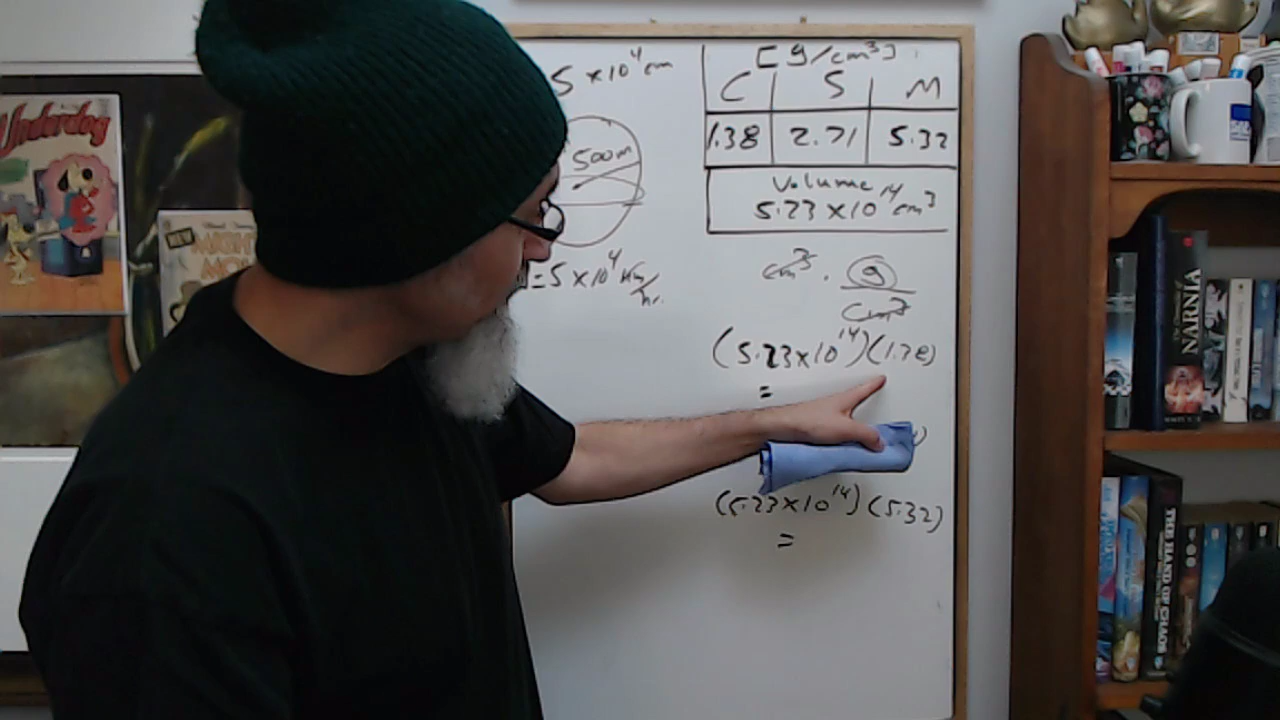 5 x 10⁴ cm
500m
= 5 x 10⁴ km/hr.
[g/cm³]
C S M
1.38 2.71 5.32
Volume
5.23 x 10¹⁴ cm³
cm³ · g/cm³
(5.23 x 10¹⁴)(1.38)
=
(5.23 x 10¹⁴)(5.32)
=
Underdog
NEW
NARNIA
THE HAND OF CHAOS